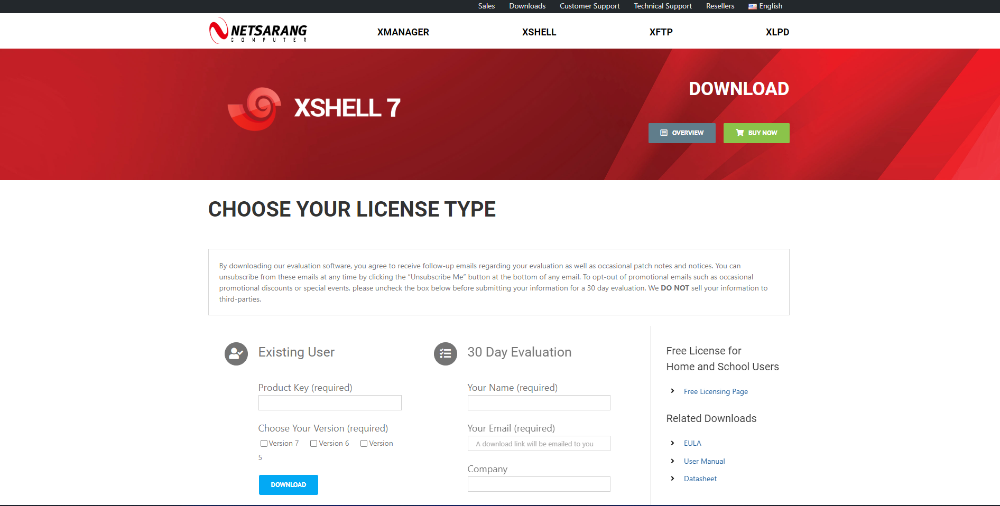 Sales Downloads Customer Support Technical Support Resellers English
NETSARANG
COMPUTER
XMANAGER XSHELL XFTP XLPD
XSHELL 7
DOWNLOAD
OVERVIEW BUY NOW
CHOOSE YOUR LICENSE TYPE
By downloading our evaluation software, you agree to receive follow-up emails regarding your evaluation as well as occasional patch notes and notices. You can
unsubscribe from these emails at any time by clicking the “Unsubscribe Me” button at the bottom of any email. To opt-out of promotional emails such as occasional
promotional discounts or special events, please uncheck the box below before submitting your information for a 30 day evaluation. We DO NOT sell your information to
third-parties.
Existing User
Product Key (required)
Choose Your Version (required)
Version 7 Version 6 Version
5
DOWNLOAD
30 Day Evaluation
Your Name (required)
Your Email (required)
A download link will be emailed to you
Company
Free License for
Home and School Users
Free Licensing Page
Related Downloads
EULA
User Manual
Datasheet